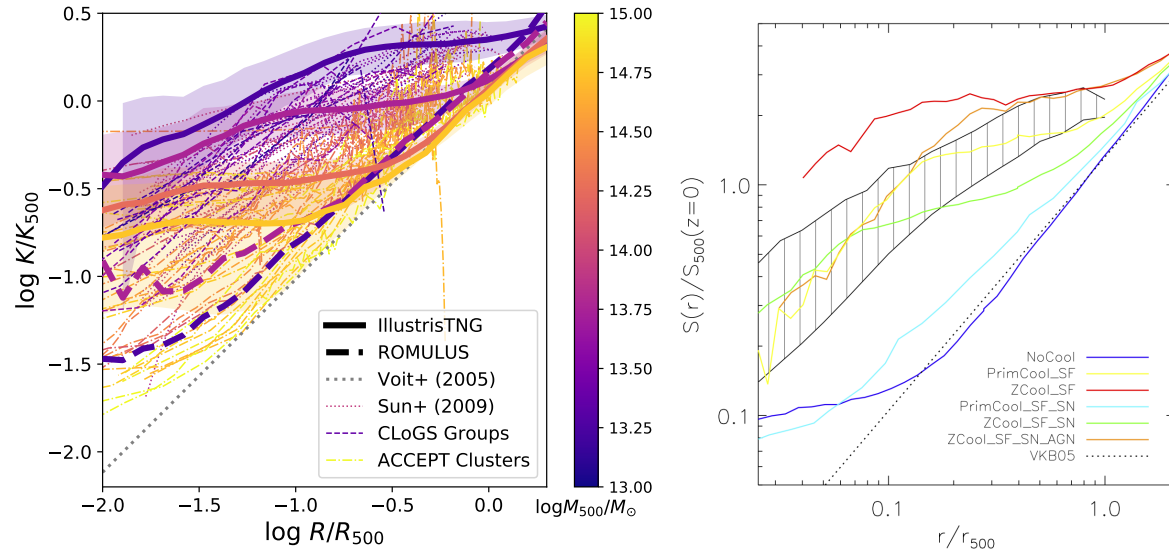 0.5
0.0
−0.5
−1.0
−1.5
−2.0
log K/K500
−2.0 −1.5 −1.0 −0.5 0.0
log R/R500
IllustrisTNG
ROMULUS
Voit+ (2005)
Sun+ (2009)
CLoGS Groups
ACCEPT Clusters
15.00
14.75
14.50
14.25
14.00
13.75
13.50
13.25
13.00
logM500/M⊙
S(r)/S500(z=0)
1.0
0.1
NoCool
PrimCool_SF
ZCool_SF
PrimCool_SF_SN
ZCool_SF_SN
ZCool_SF_SN_AGN
VKB05
0.1 1.0
r/r500